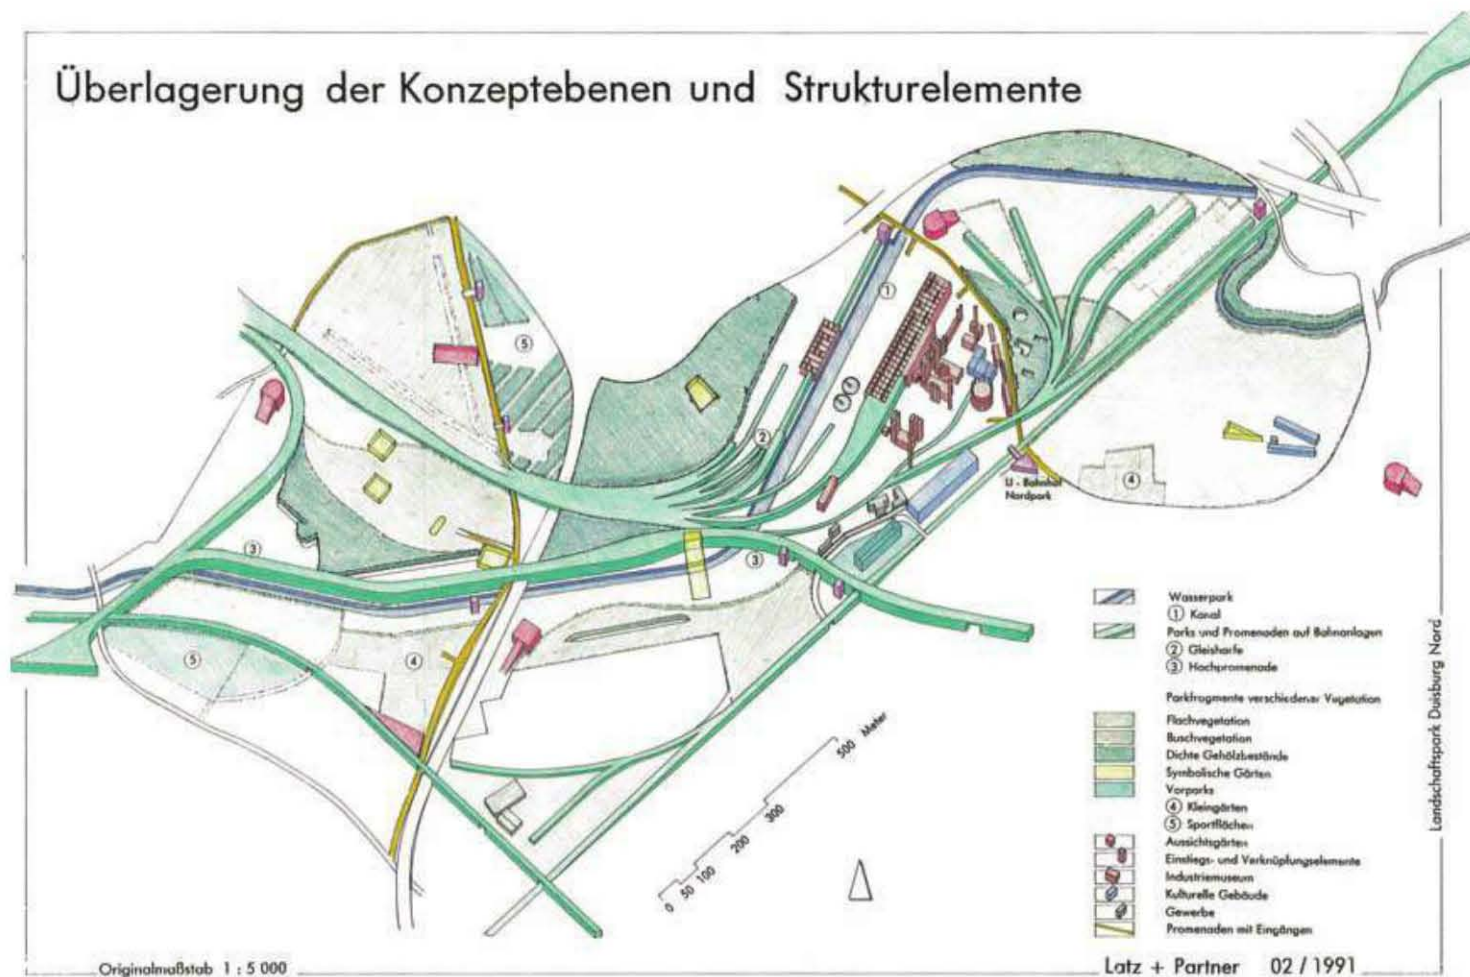 Überlagerung der Konzeptebenen und Strukturelemente
①
⑤
②
④
U - Bahnhof
Nordpark
③
③
⑤
④
Wasserpark
① Kanal
Parks und Promenaden auf Bahnanlagen
② Gleisharfe
③ Hochpromenade
Parkfragmente verschiedener Vegetation
Flachvegetation
Buschvegetation
Dichte Gehölzbestände
Symbolische Gärten
Vorparks
④ Kleingärten
⑤ Sportflächen
Aussichtsgärten
Einstiegs- und Verknüpfungselemente
Industriemuseum
Kulturelle Gebäude
Gewerbe
Promenaden mit Eingängen
0 50 100 200 300 500 Meter
Landschaftspark Duisburg Nord
Originalmaßstab 1 : 5 000
Latz + Partner 02 / 1991